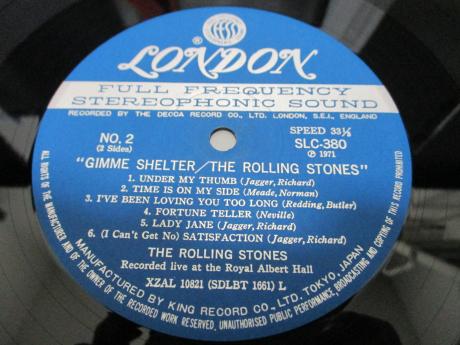 LONDON
FULL FREQUENCY
STEREOPHONIC SOUND
RECORDED BY THE DECCA RECORD CO., LTD. LONDON, S.E.I., ENGLAND
NO. 2
(2 Sides)
SPEED 33⅓
SLC-380
℗ 1971
"GIMME SHELTER/THE ROLLING STONES"
1. UNDER MY THUMB (Jagger, Richard)
2. TIME IS ON MY SIDE (Meade, Norman)
3. I'VE BEEN LOVING YOU TOO LONG (Redding, Butler)
4. FORTUNE TELLER (Neville)
5. LADY JANE (Jagger, Richard)
6. (I Can't Get No) SATISFACTION (Jagger, Richard)
THE ROLLING STONES
Recorded live at the Royal Albert Hall
XZAL 10821 (SDLBT 1661) L
MANUFACTURED BY KING RECORD CO., LTD. TOKYO, JAPAN
ALL RIGHTS OF THE MANUFACTURER AND OF THE OWNER OF THE RECORDED WORK RESERVED, UNAUTHORISED PUBLIC PERFORMANCE, BROADCASTING AND COPYING OF THIS RECORD PROHIBITED